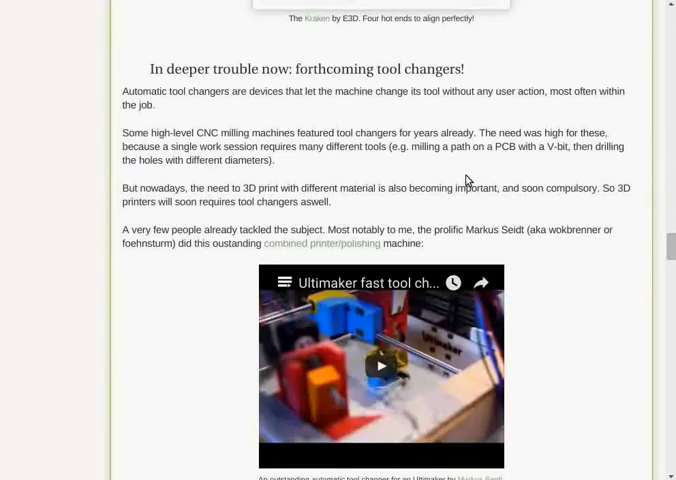 The Kraken by E3D. Four hot ends to align perfectly!
In deeper trouble now: forthcoming tool changers!
Automatic tool changers are devices that let the machine change its tool without any user action, most often within
the job.
Some high-level CNC milling machines featured tool changers for years already. The need was high for these,
because a single work session requires many different tools (e.g. milling a path on a PCB with a V-bit, then drilling
the holes with different diameters).
But nowadays, the need to 3D print with different material is also becoming important, and soon compulsory. So 3D
printers will soon requires tool changers aswell.
A very few people already tackled the subject. Most notably to me, the prolific Markus Seidt (aka wokbrenner or
foehnsturm) did this oustanding combined printer/polishing machine:
Ultimaker fast tool ch...
Ultimaker
An outstanding automatic tool changer for an Ultimaker by Markus Seidt